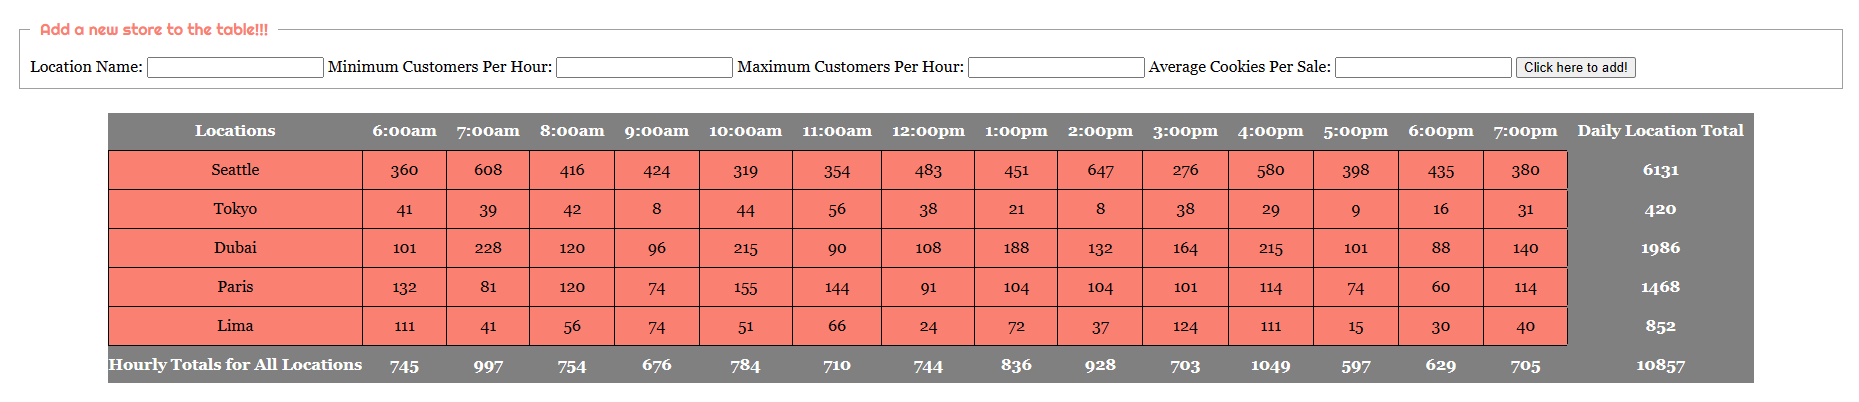 Add a new store to the table!!!
Location Name: Minimum Customers Per Hour: Maximum Customers Per Hour: Average Cookies Per Sale: Click here to add!
Locations 6:00am 7:00am 8:00am 9:00am 10:00am 11:00am 12:00pm 1:00pm 2:00pm 3:00pm 4:00pm 5:00pm 6:00pm 7:00pm Daily Location Total
Seattle 360 608 416 424 319 354 483 451 647 276 580 398 435 380 6131
Tokyo 41 39 42 8 44 56 38 21 8 38 29 9 16 31 420
Dubai 101 228 120 96 215 90 108 188 132 164 215 101 88 140 1986
Paris 132 81 120 74 155 144 91 104 104 101 114 74 60 114 1468
Lima 111 41 56 74 51 66 24 72 37 124 111 15 30 40 852
Hourly Totals for All Locations 745 997 754 676 784 710 744 836 928 703 1049 597 629 705 10857